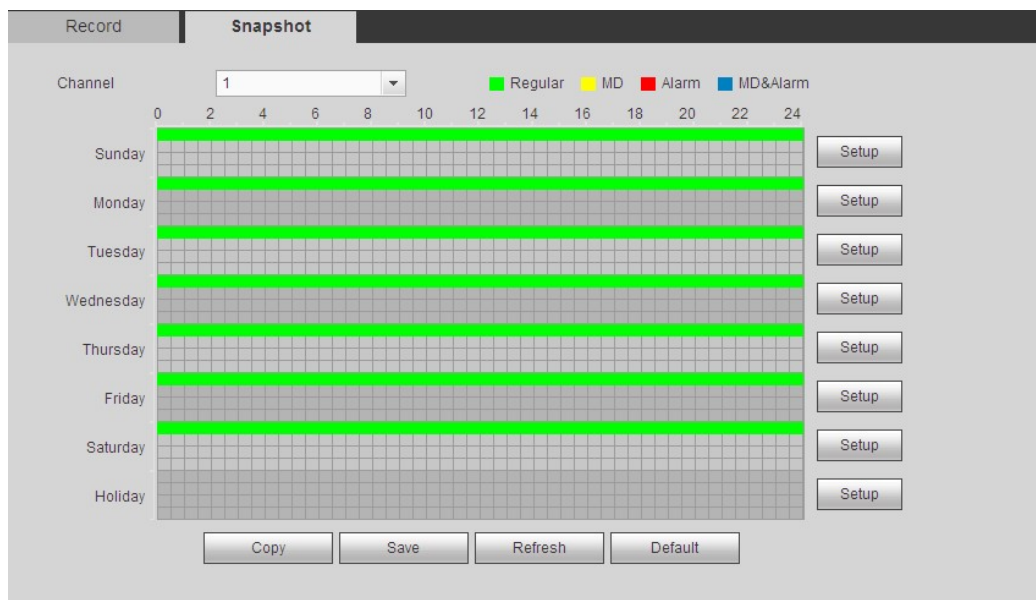 Record Snapshot
Channel 1 Regular MD Alarm MD&Alarm
0 2 4 6 8 10 12 14 16 18 20 22 24
Sunday Setup
Monday Setup
Tuesday Setup
Wednesday Setup
Thursday Setup
Friday Setup
Saturday Setup
Holiday Setup
Copy Save Refresh Default